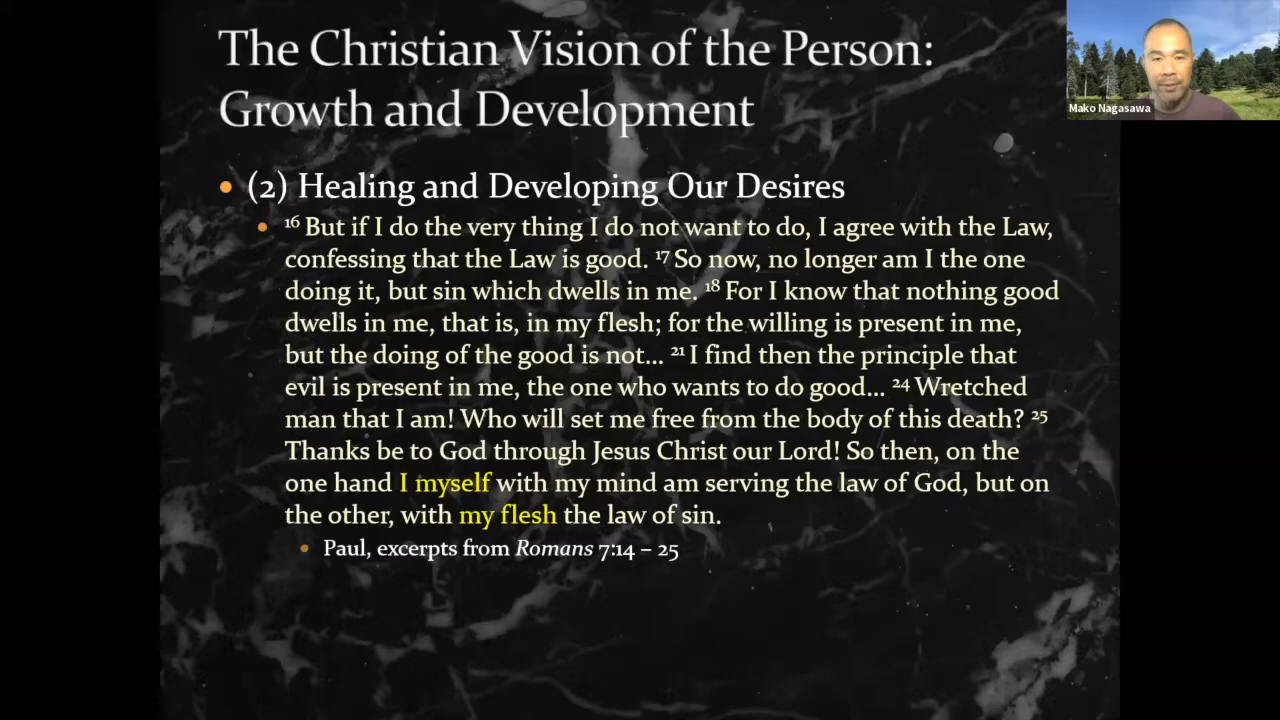 The Christian Vision of the Person:
Growth and Development
Mako Nagasawa
• (2) Healing and Developing Our Desires
• ¹⁶ But if I do the very thing I do not want to do, I agree with the Law,
confessing that the Law is good. ¹⁷ So now, no longer am I the one
doing it, but sin which dwells in me. ¹⁸ For I know that nothing good
dwells in me, that is, in my flesh; for the willing is present in me,
but the doing of the good is not... ²¹ I find then the principle that
evil is present in me, the one who wants to do good... ²⁴ Wretched
man that I am! Who will set me free from the body of this death? ²⁵
Thanks be to God through Jesus Christ our Lord! So then, on the
one hand I myself with my mind am serving the law of God, but on
the other, with my flesh the law of sin.
• Paul, excerpts from Romans 7:14 – 25